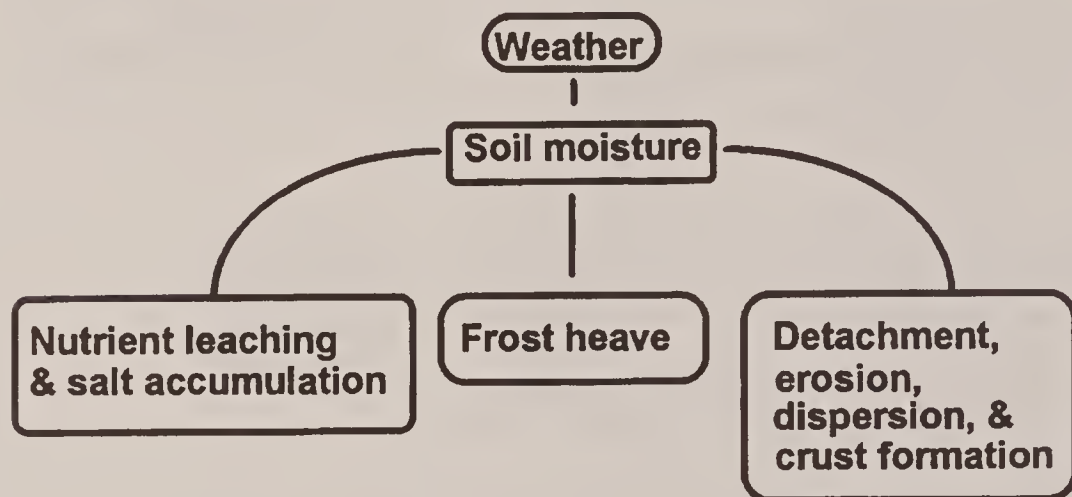 Weather
Soil moisture
Nutrient leaching
& salt accumulation
Frost heave
Detachment,
erosion,
dispersion, &
crust formation